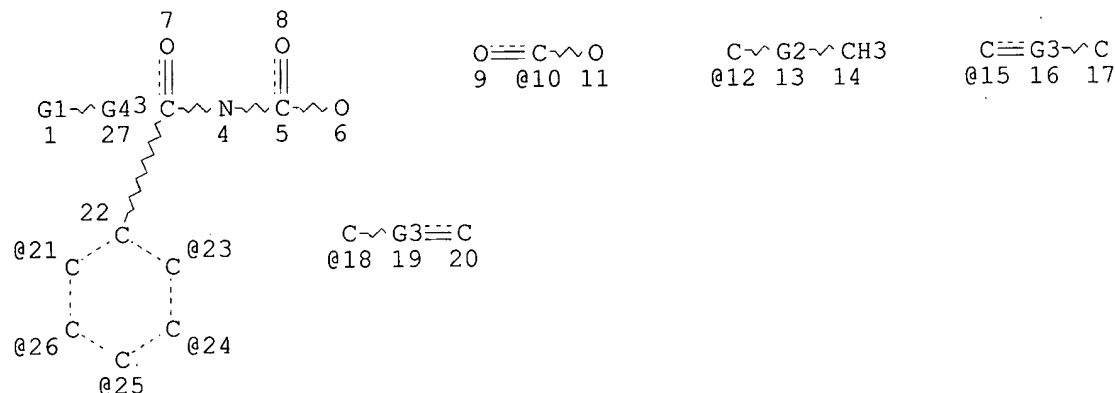 7 8
O O O C O C G2 CH3 C G3 C
9 @10 11 @12 13 14 @15 16 17
G1 G4 3 C N C O
1 27 4 5 6
22
C C G3 C
@21 @23 @18 19 20
C C
C C
@26 @24
C
@25